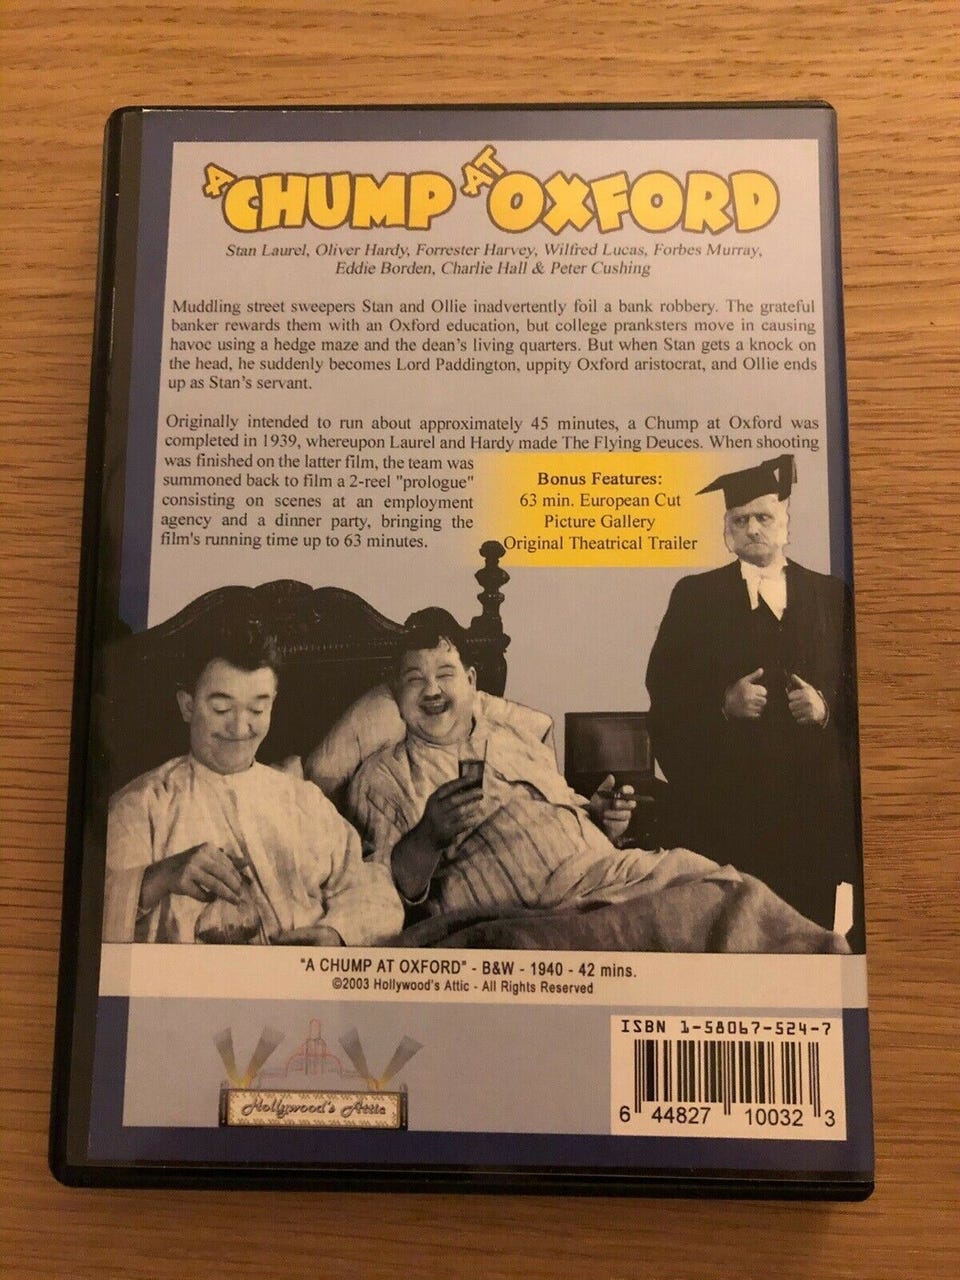 A CHUMP AT OXFORD
Stan Laurel, Oliver Hardy, Forrester Harvey, Wilfred Lucas, Forbes Murray,
Eddie Borden, Charlie Hall & Peter Cushing
Muddling street sweepers Stan and Ollie inadvertently foil a bank robbery. The grateful
banker rewards them with an Oxford education, but college pranksters move in causing
havoc using a hedge maze and the dean's living quarters. But when Stan gets a knock on
the head, he suddenly becomes Lord Paddington, uppity Oxford aristocrat, and Ollie ends
up as Stan's servant.
Originally intended to run about approximately 45 minutes, a Chump at Oxford was
completed in 1939, whereupon Laurel and Hardy made The Flying Deuces. When shooting
was finished on the latter film, the team was
summoned back to film a 2-reel "prologue"
consisting on scenes at an employment
agency and a dinner party, bringing the
film's running time up to 63 minutes.
Bonus Features:
63 min. European Cut
Picture Gallery
Original Theatrical Trailer
"A CHUMP AT OXFORD" - B&W - 1940 - 42 mins.
©2003 Hollywood's Attic - All Rights Reserved
Hollywood's Attic
ISBN 1-58067-524-7
6 44827 10032 3